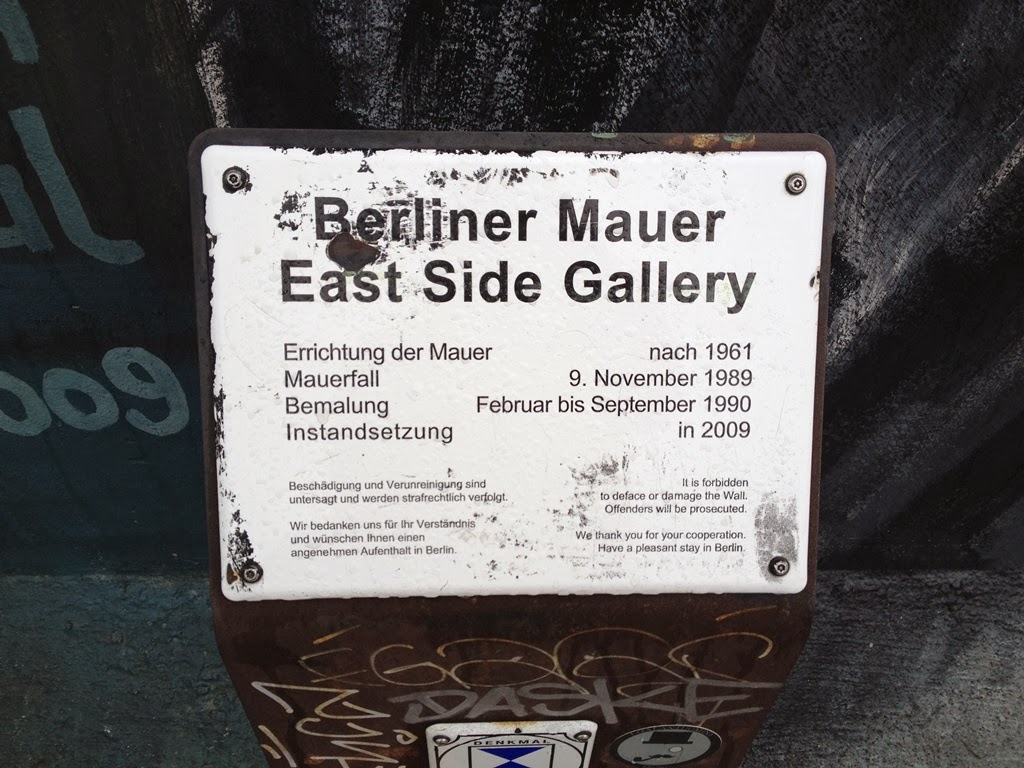 Berliner Mauer
East Side Gallery
Errichtung der Mauer nach 1961
Mauerfall 9. November 1989
Bemalung Februar bis September 1990
Instandsetzung in 2009
Beschädigung und Verunreinigung sind
untersagt und werden strafrechtlich verfolgt.
Wir bedanken uns für Ihr Verständnis
und wünschen Ihnen einen
angenehmen Aufenthalt in Berlin.
It is forbidden
to deface or damage the Wall.
Offenders will be prosecuted.
We thank you for your cooperation.
Have a pleasant stay in Berlin.
DASKE
DENKMAL